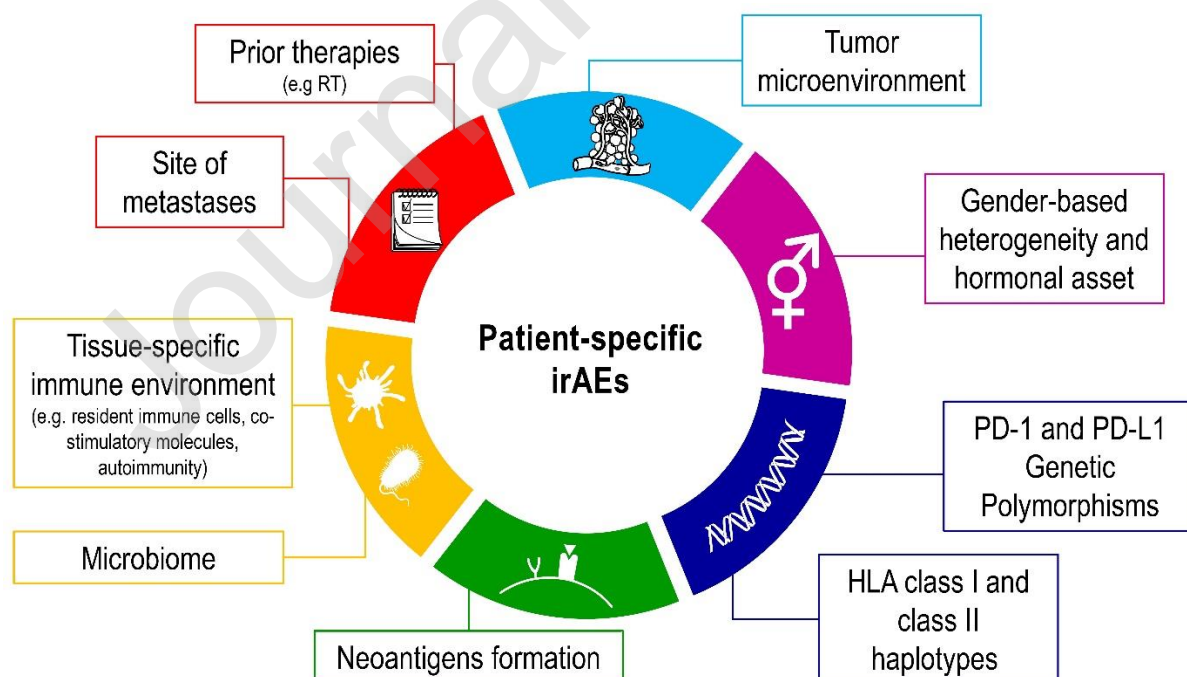 Prior therapies
(e.g RT)
Tumor
microenvironment
Site of
metastases
Gender-based
heterogeneity and
hormonal asset
Patient-specific
irAEs
Tissue-specific
immune environment
(e.g. resident immune cells, co-
stimulatory molecules,
autoimmunity)
PD-1 and PD-L1
Genetic
Polymorphisms
Microbiome
HLA class I and
class II
haplotypes
Neoantigens formation
Journal